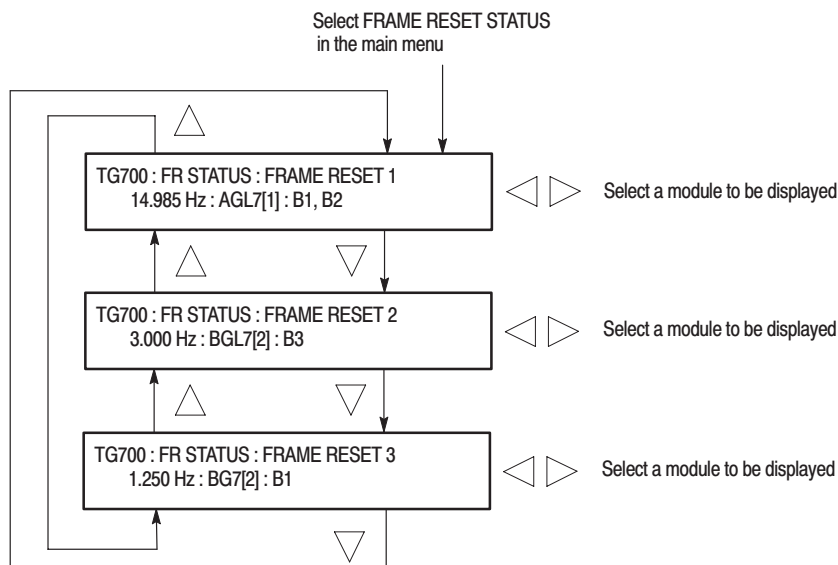 Select FRAME RESET STATUS
in the main menu
TG700 : FR STATUS : FRAME RESET 1
14.985 Hz : AGL7[1] : B1, B2
Select a module to be displayed
TG700 : FR STATUS : FRAME RESET 2
3.000 Hz : BGL7[2] : B3
Select a module to be displayed
TG700 : FR STATUS : FRAME RESET 3
1.250 Hz : BG7[2] : B1
Select a module to be displayed